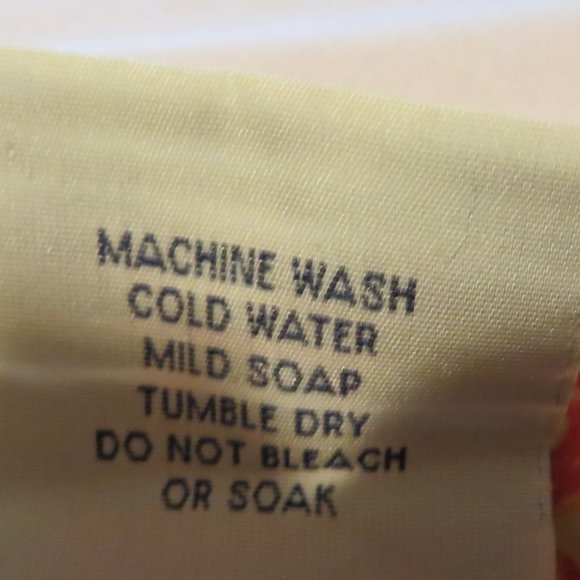 MACHINE WASH
COLD WATER
MILD SOAP
TUMBLE DRY
DO NOT BLEACH
OR SOAK